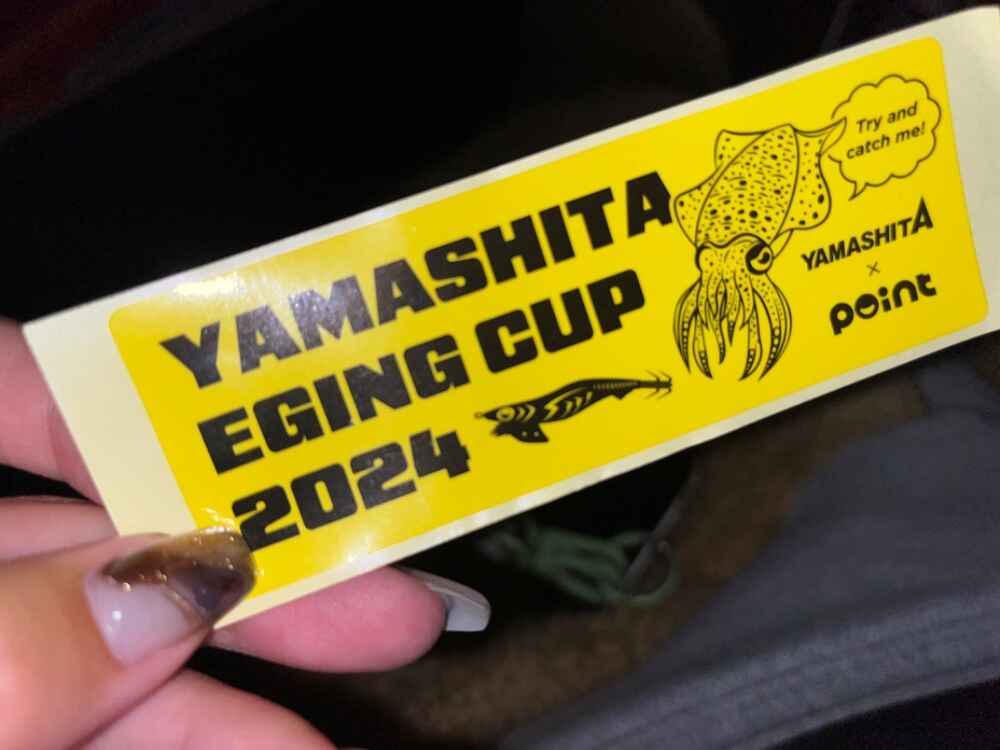 YAMASHITA
EGING CUP
2024
Try and
catch me!
YAMASHITA
×
point